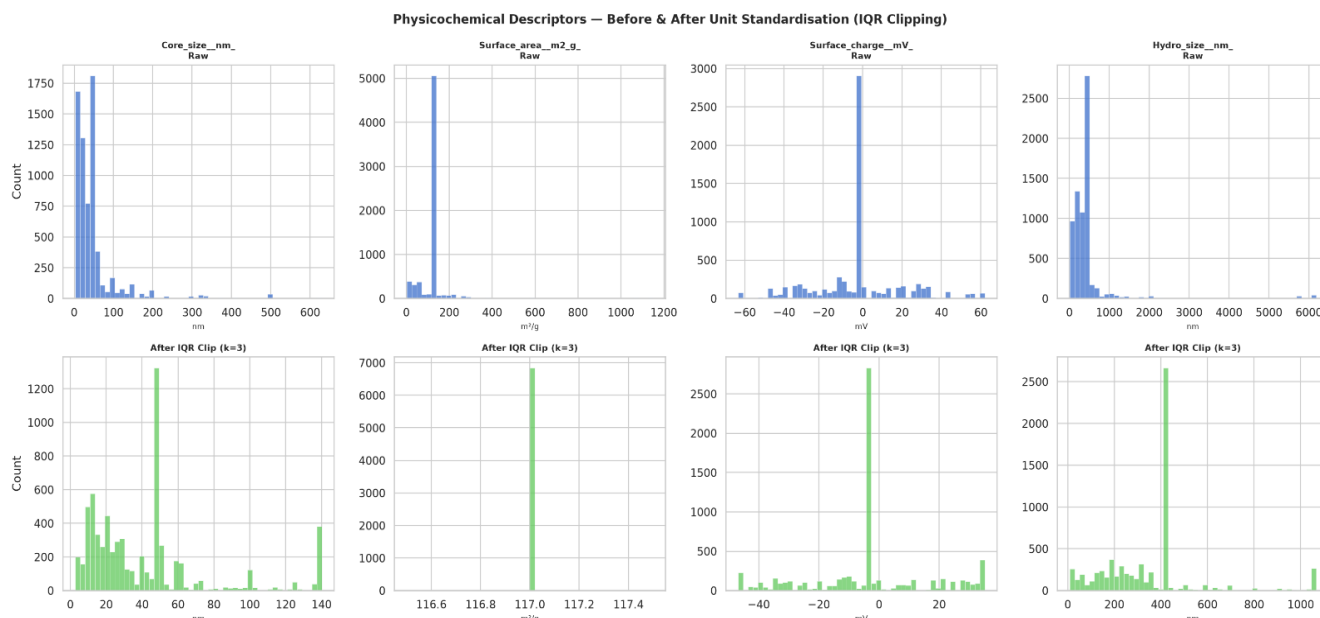 Physicochemical Descriptors — Before & After Unit Standardisation (IQR Clipping)
Core_size__nm_
Raw
Surface_area__m2_g_
Raw
Surface_charge__mV_
Raw
Hydro_size__nm_
Raw
Count
1750
1500
1250
1000
750
500
250
0
0 100 200 300 400 500 600
nm
5000
4000
3000
2000
1000
0
0 200 400 600 800 1000 1200
m²/g
3000
2500
2000
1500
1000
500
0
−60 −40 −20 0 20 40 60
mV
2500
2000
1500
1000
500
0
0 1000 2000 3000 4000 5000 6000
nm
After IQR Clip (k=3)
After IQR Clip (k=3)
After IQR Clip (k=3)
After IQR Clip (k=3)
Count
1200
1000
800
600
400
200
0
0 20 40 60 80 100 120 140
7000
6000
5000
4000
3000
2000
1000
0
116.6 116.8 117.0 117.2 117.4
2500
2000
1500
1000
500
0
−40 −20 0 20
2500
2000
1500
1000
500
0
0 200 400 600 800 1000